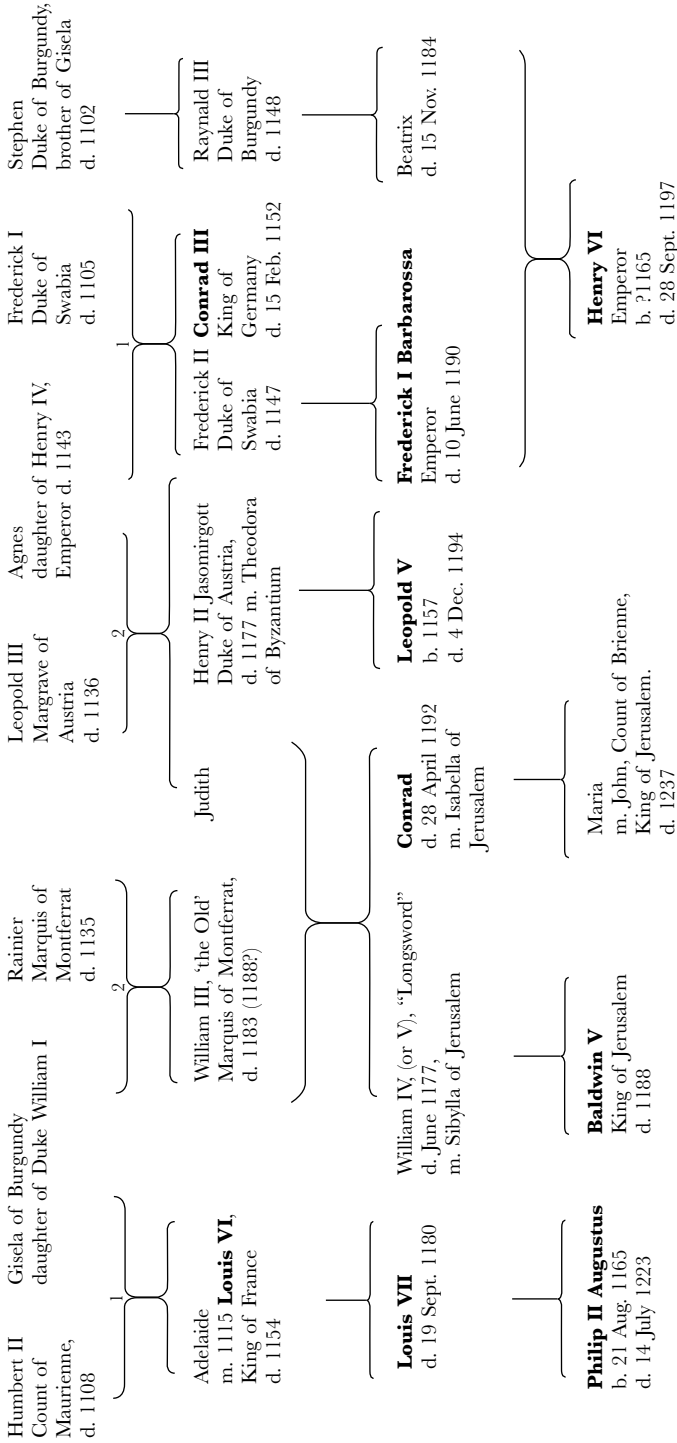 Humbert II
Count of
Maurienne,
d. 1108
Gisela of Burgundy
daughter of Duke William I
Rainier
Marquis of
Montferrat
d. 1135
Leopold III
Margrave of
Austria
d. 1136
Agnes
daughter of Henry IV,
Emperor d. 1143
Frederick I
Duke of
Swabia
d. 1105
Stephen
Duke of Burgundy,
brother of Gisela
d. 1102
1
2
2
1
Adelaide
m. 1115 Louis VI,
King of France
d. 1154
William III, ‘the Old’
Marquis of Montferrat,
d. 1183 (1188?)
Judith
Henry II Jasomirgott
Duke of Austria,
d. 1177 m. Theodora
of Byzantium
Frederick II
Duke of
Swabia
d. 1147
Conrad III
King of
Germany
d. 15 Feb. 1152
Raynald III
Duke of
Burgundy
d. 1148
Louis VII
d. 19 Sept. 1180
William IV, (or V), “Longsword”
d. June 1177,
m. Sibylla of Jerusalem
Conrad
d. 28 April 1192
m. Isabella of
Jerusalem
Leopold V
b. 1157
d. 4 Dec. 1194
Frederick I Barbarossa
Emperor
d. 10 June 1190
Beatrix
d. 15 Nov. 1184
Philip II Augustus
b. 21 Aug. 1165
d. 14 July 1223
Baldwin V
King of Jerusalem
d. 1188
Maria
m. John, Count of Brienne,
King of Jerusalem.
d. 1237
Henry VI
Emperor
b. ?1165
d. 28 Sept. 1197